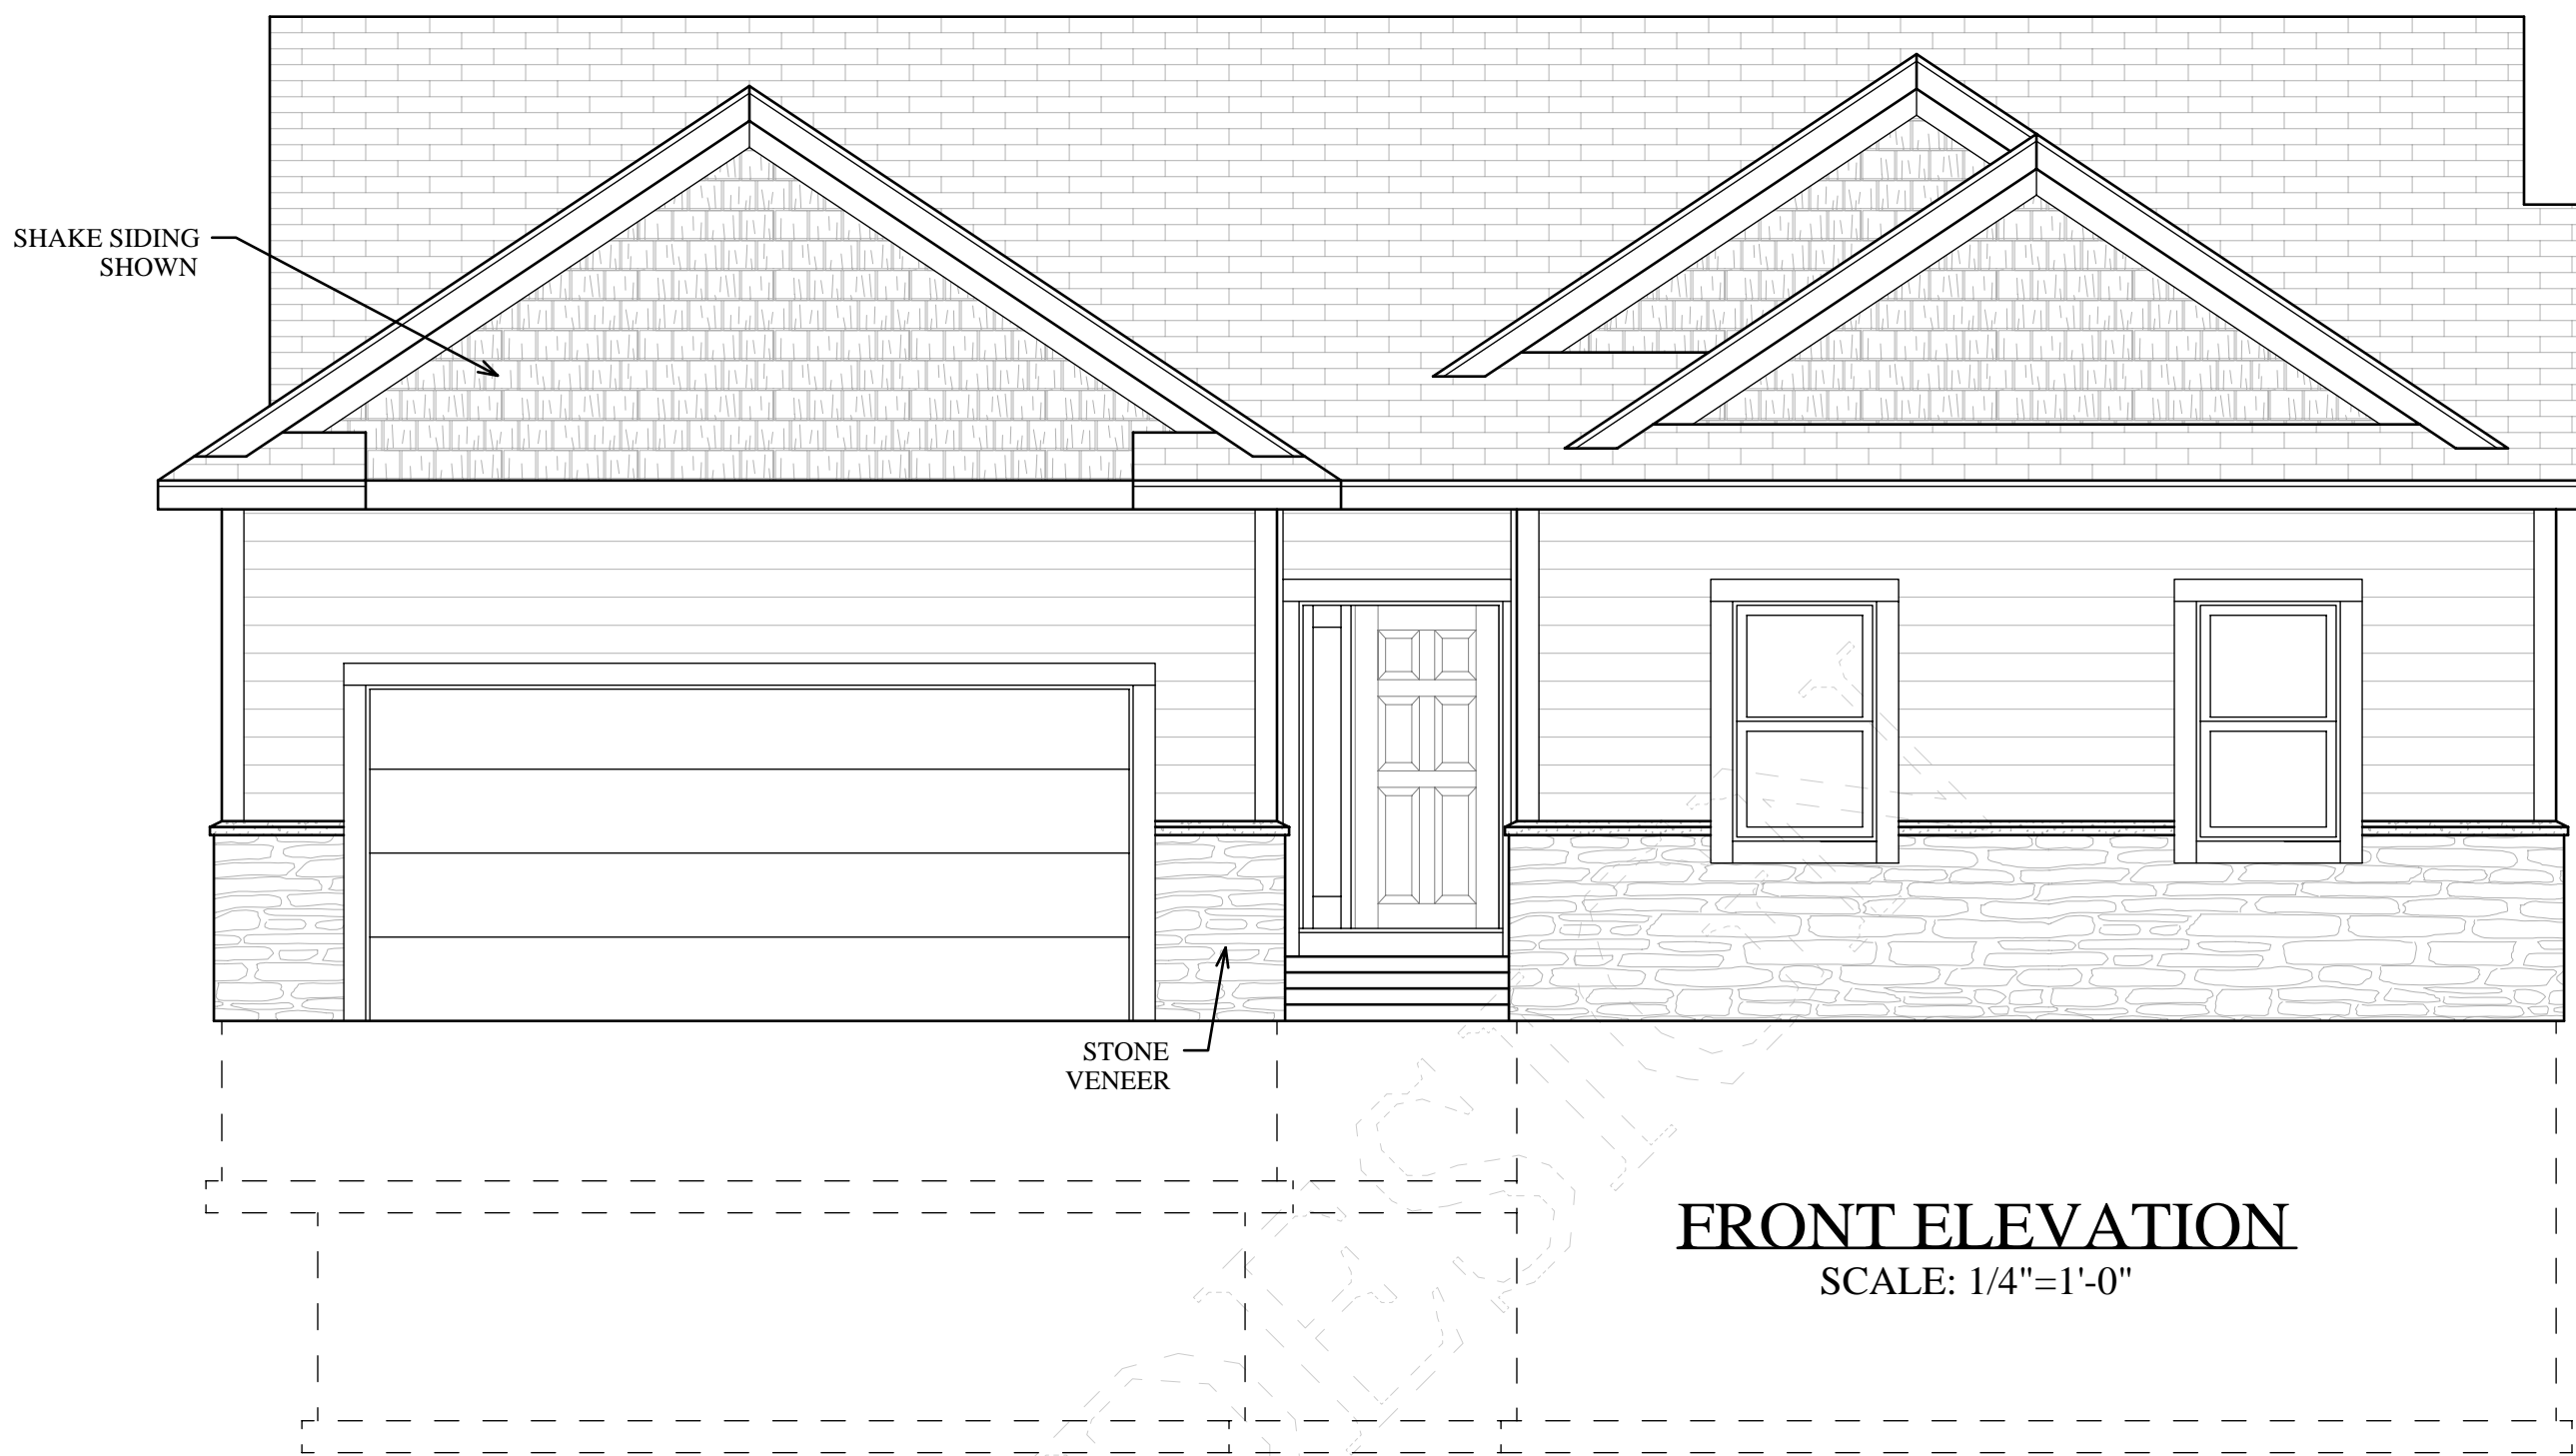 SHAKE SIDING
SHOWN
STONE
VENEER
FRONT ELEVATION
SCALE: 1/4"=1'-0"